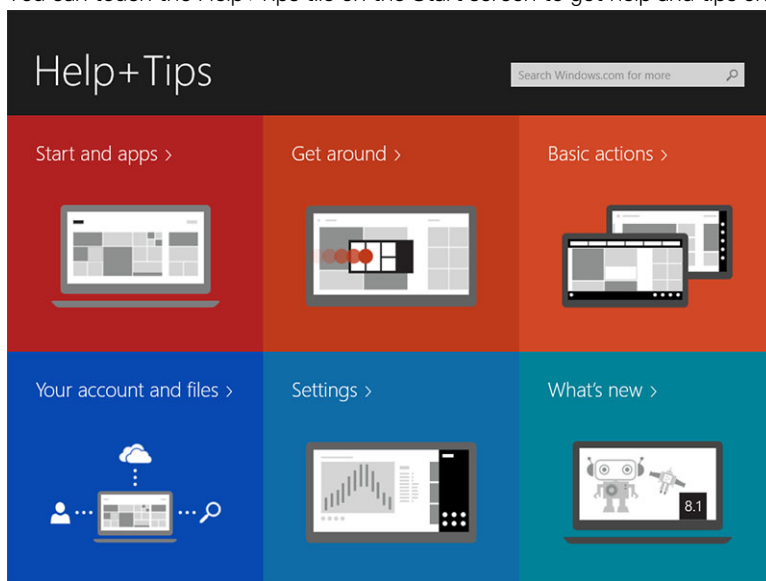 Help+Tips
Search Windows.com for more
Start and apps >
Get around >
Basic actions >
Your account and files >
Settings >
What's new >
8.1